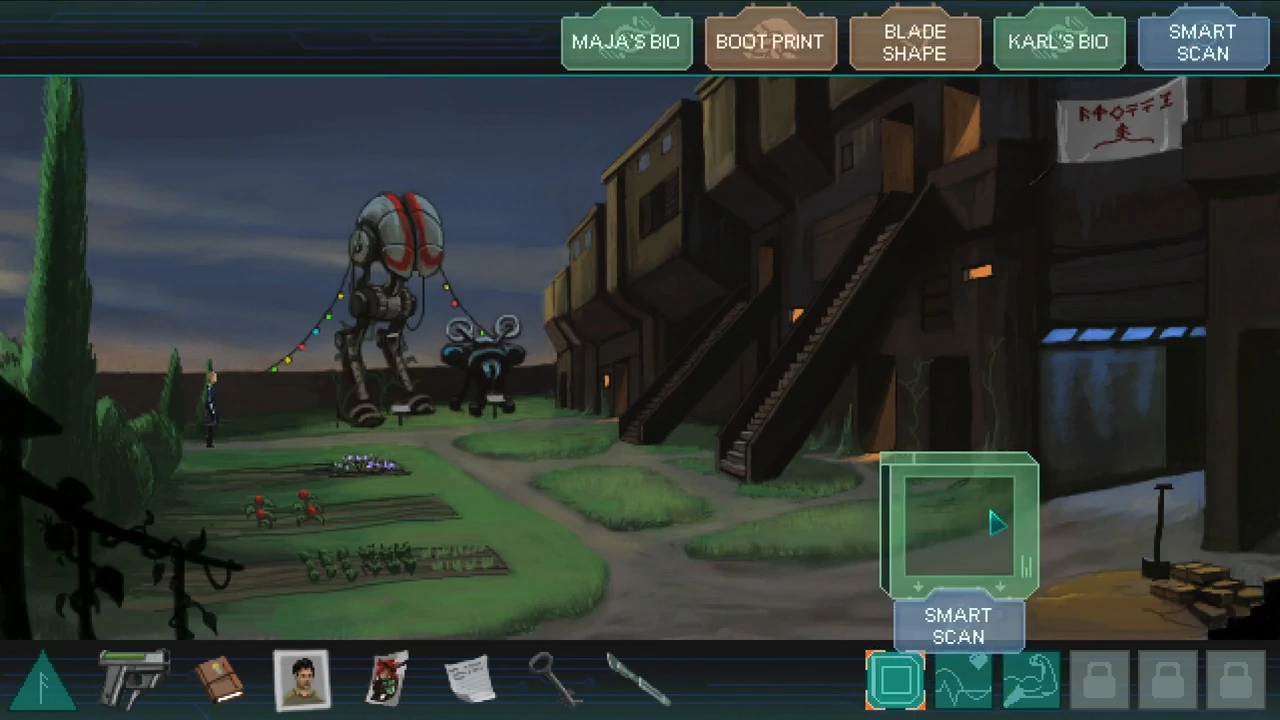 MAJA'S BIO
BOOT PRINT
BLADE
SHAPE
KARL'S BIO
SMART
SCAN
SMART
SCAN